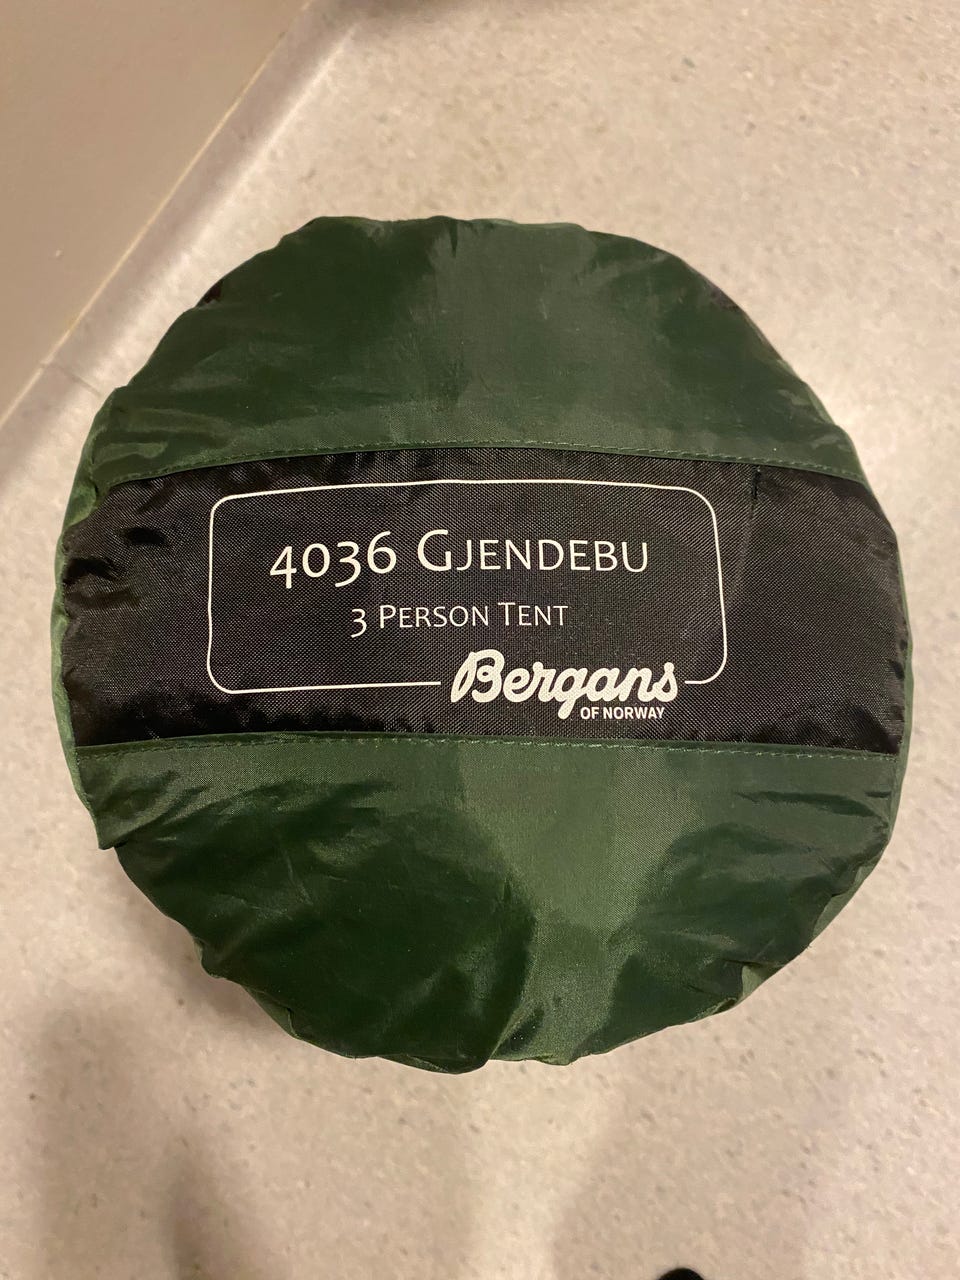 4036 GJENDEBU
3 PERSON TENT
Bergans
OF NORWAY